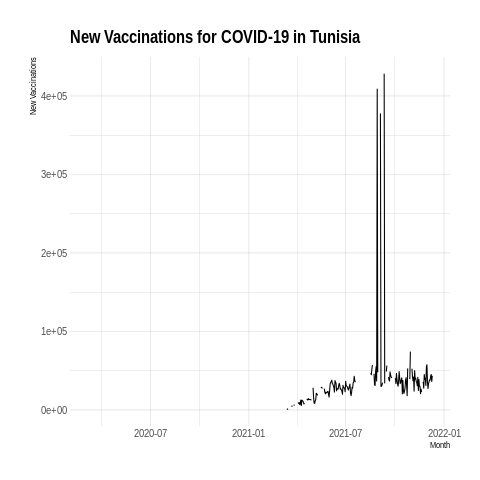 New Vaccinations for COVID-19 in Tunisia
New Vaccinations
4e+05
3e+05
2e+05
1e+05
0e+00
2020-07 2021-01 2021-07 2022-01
Month